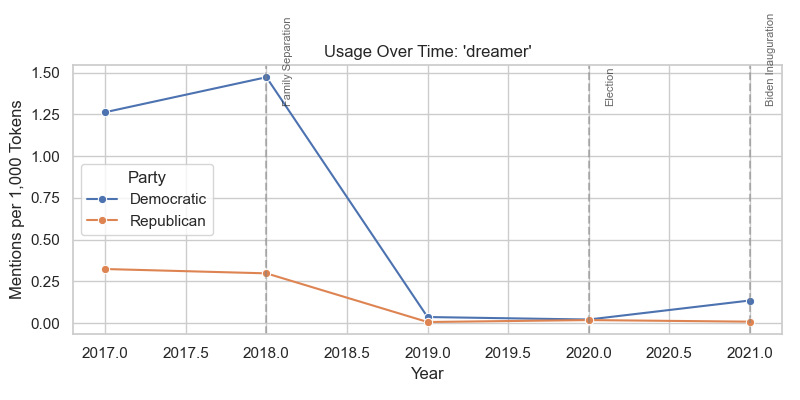 Usage Over Time: 'dreamer'
Family Separation
Election
Biden Inauguration
Mentions per 1,000 Tokens
1.50
1.25
1.00
0.75
0.50
0.25
0.00
Party
Democratic
Republican
2017.0 2017.5 2018.0 2018.5 2019.0 2019.5 2020.0 2020.5 2021.0
Year